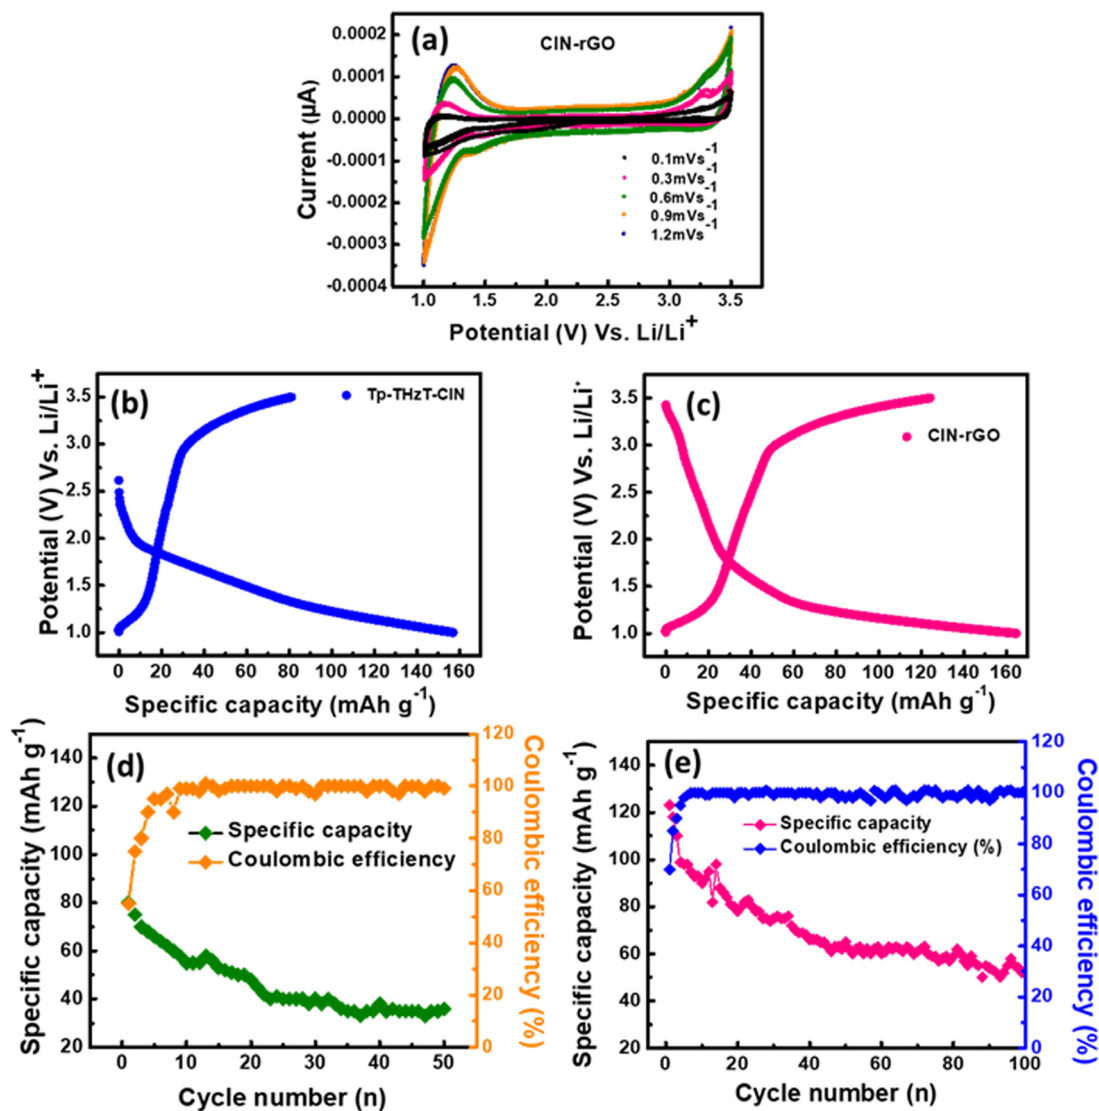 (a)
CIN-rGO
0.0002
0.0001
0.0000
-0.0001
-0.0002
-0.0003
-0.0004
Current (μA)
0.1mVs-1
0.3mVs-1
0.6mVs-1
0.9mVs-1
1.2mVs-1
1.0 1.5 2.0 2.5 3.0 3.5
Potential (V) Vs. Li/Li+
(b)
Tp-THzT-CIN
3.5
3.0
2.5
2.0
1.5
1.0
Potential (V) Vs. Li/Li+
0 20 40 60 80 100 120 140 160
Specific capacity (mAh g-1)
(c)
CIN-rGO
3.5
3.0
2.5
2.0
1.5
1.0
Potential (V) Vs. Li/Li+
0 20 40 60 80 100 124 144 164
Specific capacity (mAh g-1)
(d)
140
120
100
80
60
40
20
Specific capacity (mAh g-1)
Specific capacity
Coulombic efficiency
120
100
80
60
40
20
0
Coulombic efficiency (%)
0 10 20 30 40 50
Cycle number (n)
(e)
140
120
100
80
60
40
20
Specific capacity (mAh g-1)
Specific capacity
Coulombic efficiency (%)
120
100
80
60
40
20
0
Coulombic efficiency (%)
0 20 40 60 80 100
Cycle number (n)